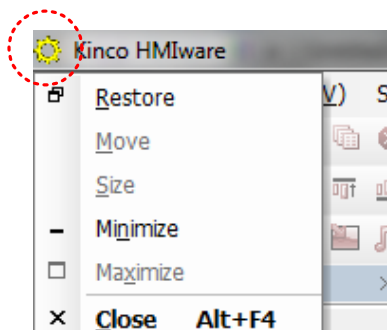 Kinco HMIware
Restore
V) S
Move
Size
Minimize
Maximize
Close Alt+F4